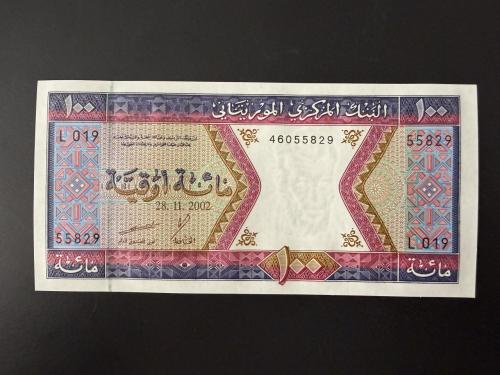 ١٠٠ البنك المركزي الموريتاني ١٠٠
L 019 46055829 55829
مائة أوقية
28.11.2002
55829 L 019
مائة ١٠٠ مائة